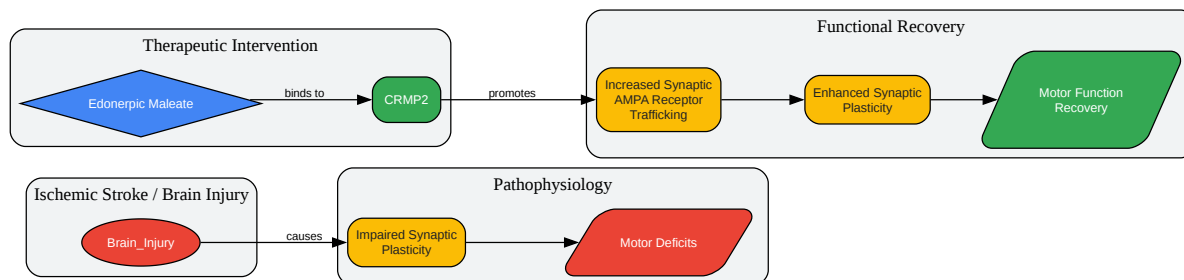 Therapeutic Intervention
Edonerpic Maleate
binds to
CRMP2
promotes
Functional Recovery
Increased Synaptic
AMPA Receptor
Trafficking
Enhanced Synaptic
Plasticity
Motor Function
Recovery
Ischemic Stroke / Brain Injury
Brain_Injury
causes
Pathophysiology
Impaired Synaptic
Plasticity
Motor Deficits